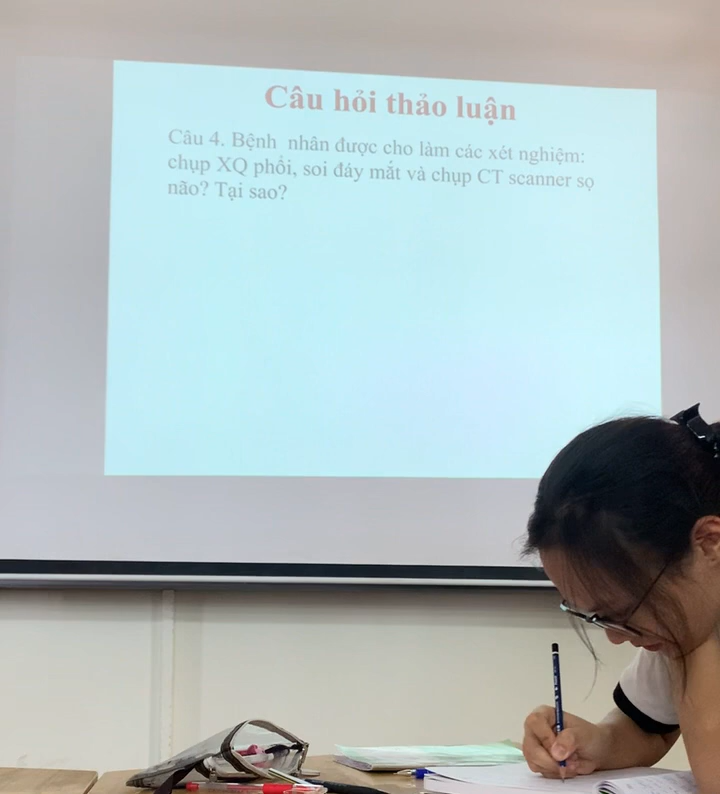 Câu hỏi thảo luận
Câu 4. Bệnh nhân được cho làm các xét nghiệm:
chụp XQ phổi, soi đáy mắt và chụp CT scanner sọ
não? Tại sao?